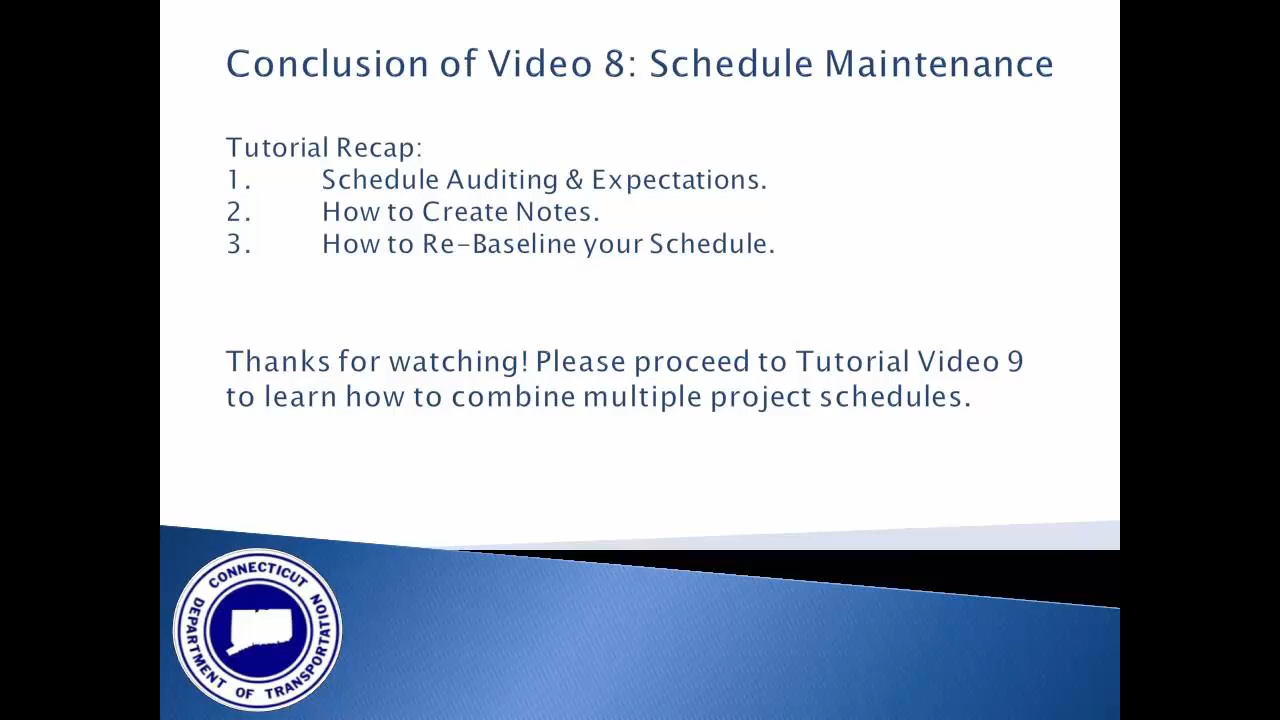 Conclusion of Video 8: Schedule Maintenance
Tutorial Recap:
1. Schedule Auditing & Expectations.
2. How to Create Notes.
3. How to Re-Baseline your Schedule.
Thanks for watching! Please proceed to Tutorial Video 9
to learn how to combine multiple project schedules.
CONNECTICUT
DEPARTMENT OF TRANSPORTATION